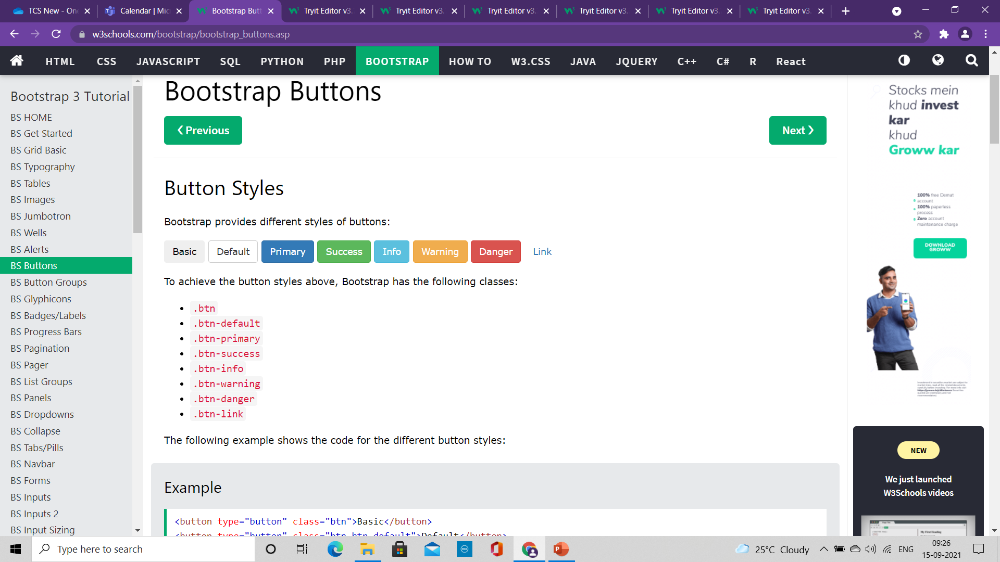 TCS New - On
Calendar | Mic
Bootstrap Butt
Tryit Editor v3.
Tryit Editor v3.
Tryit Editor v3.
Tryit Editor v3.
Tryit Editor v3.
Tryit Editor v3.
w3schools.com/bootstrap/bootstrap_buttons.asp
HTML CSS JAVASCRIPT SQL PYTHON PHP BOOTSTRAP HOW TO W3.CSS JAVA JQUERY C++ C# R React
Bootstrap 3 Tutorial
BS HOME
BS Get Started
BS Grid Basic
BS Typography
BS Tables
BS Images
BS Jumbotron
BS Wells
BS Alerts
BS Buttons
BS Button Groups
BS Glyphicons
BS Badges/Labels
BS Progress Bars
BS Pagination
BS Pager
BS List Groups
BS Panels
BS Dropdowns
BS Collapse
BS Tabs/Pills
BS Navbar
BS Forms
BS Inputs
BS Inputs 2
BS Input Sizing
Bootstrap Buttons
❮ Previous
Next ❯
Button Styles
Bootstrap provides different styles of buttons:
Basic Default Primary Success Info Warning Danger Link
To achieve the button styles above, Bootstrap has the following classes:
• .btn
• .btn-default
• .btn-primary
• .btn-success
• .btn-info
• .btn-warning
• .btn-danger
• .btn-link
The following example shows the code for the different button styles:
Example
<button type="button" class="btn">Basic</button>
<button type="button" class="btn btn-default">Default</button>
Stocks mein
khud invest
kar
khud
Groww kar
100% free Demat
account
100% paperless
process
Zero account
maintenance charge
DOWNLOAD
GROWW
NEW
We just launched
W3Schools videos
My First Heading
Type here to search
25°C Cloudy
ENG
09:26
15-09-2021